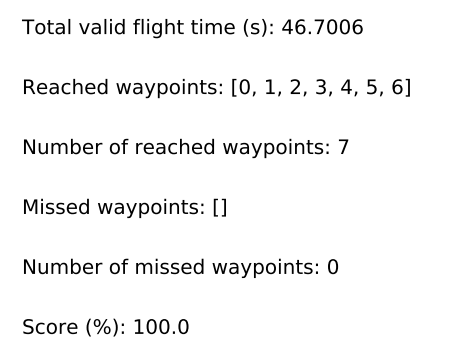 Total valid flight time (s): 46.7006
Reached waypoints: [0, 1, 2, 3, 4, 5, 6]
Number of reached waypoints: 7
Missed waypoints: []
Number of missed waypoints: 0
Score (%): 100.0